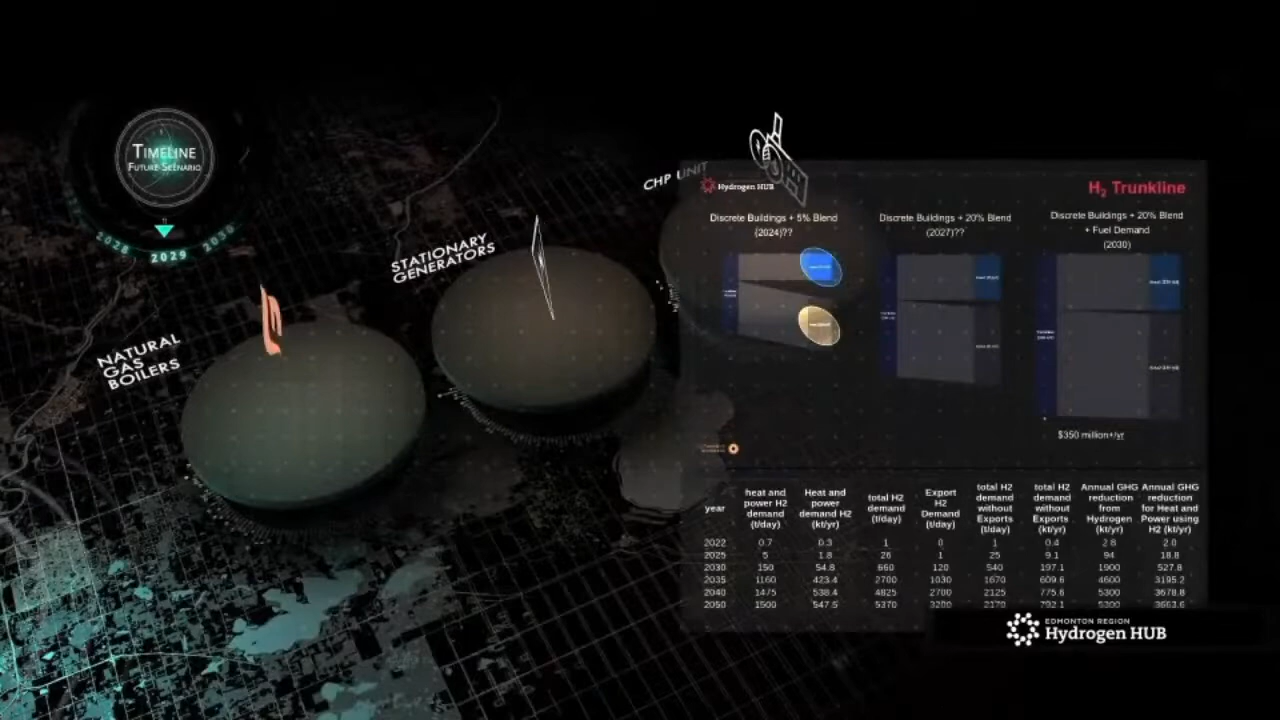 TIMELINE
FUTURE SCENARIO
2028
2029
2030
NATURAL
GAS
BOILERS
STATIONARY
GENERATORS
CHP UNIT
Hydrogen HUB
H2 Trunkline
Discrete Buildings + 5% Blend
(2024)??
Discrete Buildings + 20% Blend
(2027)??
Discrete Buildings + 20% Blend
+ Fuel Demand
(2030)
$350 million+/yr
year
heat and
power H2
demand
(t/day)
Heat and
power
demand H2
(kt/yr)
total H2
demand
(t/day)
Export
H2
Demand
(t/day)
total H2
demand
without
Exports
(t/day)
total H2
demand
without
Exports
(kt/yr)
Annual GHG
reduction
from
Hydrogen
(kt/yr)
Annual GHG
reduction
for Heat and
Power using
H2 (kt/yr)
2022 0.7 0.3 1 0 1 0.4 2.8 2.0
2025 5 1.8 26 1 25 9.1 94 18.8
2030 150 54.8 660 120 540 197.1 1900 527.8
2035 1160 423.4 2700 1030 1670 609.6 4600 3195.2
2040 1475 538.4 4825 2700 2125 775.6 5300 3678.8
2050 1500 547.5 5370 3200 2170 792.1 5300 3663.6
EDMONTON REGION
Hydrogen HUB